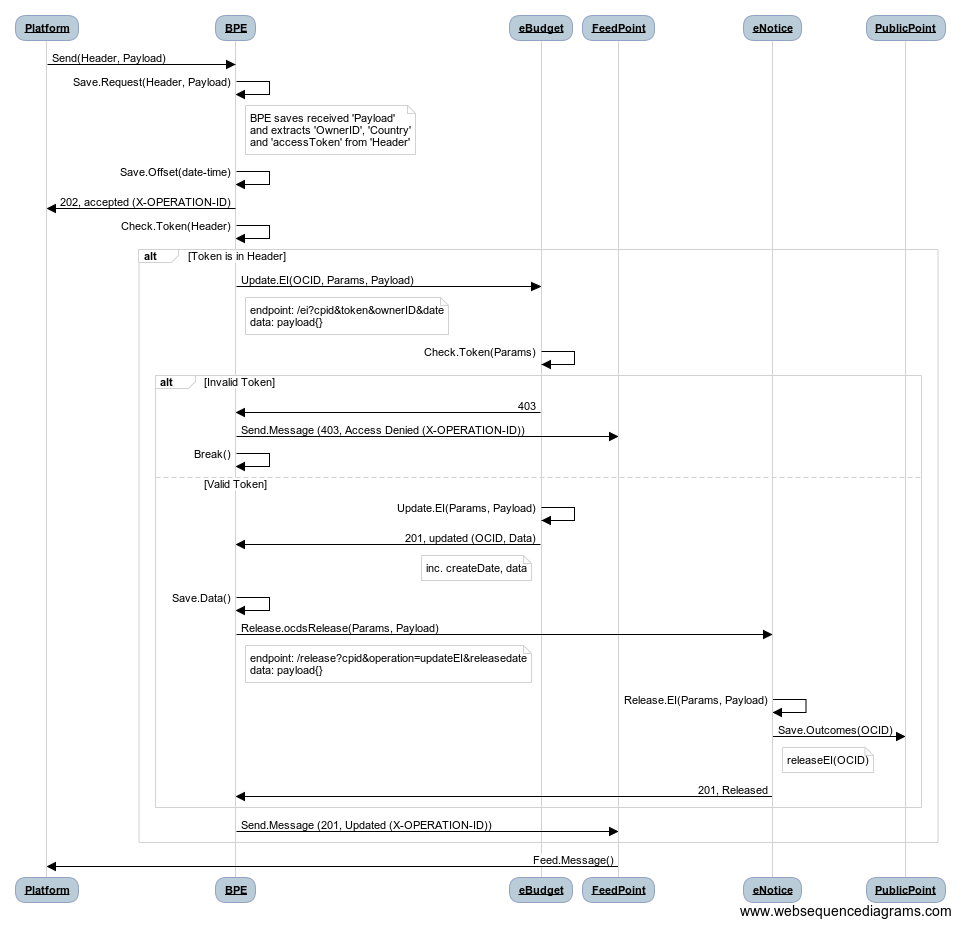 Platform
BPE
eBudget
FeedPoint
eNotice
PublicPoint
Send(Header, Payload)
Save.Request(Header, Payload)
BPE saves received 'Payload'
and extracts 'OwnerID', 'Country'
and 'accessToken' from 'Header'
Save.Offset(date-time)
202, accepted (X-OPERATION-ID)
Check.Token(Header)
alt
[Token is in Header]
Update.EI(OCID, Params, Payload)
endpoint: /ei?cpid&token&ownerID&date
data: payload{}
Check.Token(Params)
alt
[Invalid Token]
403
Send.Message (403, Access Denied (X-OPERATION-ID))
Break()
[Valid Token]
Update.EI(Params, Payload)
201, updated (OCID, Data)
inc. createDate, data
Save.Data()
Release.ocdsRelease(Params, Payload)
endpoint: /release?cpid&operation=updateEI&releasedate
data: payload{}
Release.EI(Params, Payload)
Save.Outcomes(OCID)
releaseEI(OCID)
201, Released
Send.Message (201, Updated (X-OPERATION-ID))
Feed.Message()
Platform
BPE
eBudget
FeedPoint
eNotice
PublicPoint
www.websequencediagrams.com